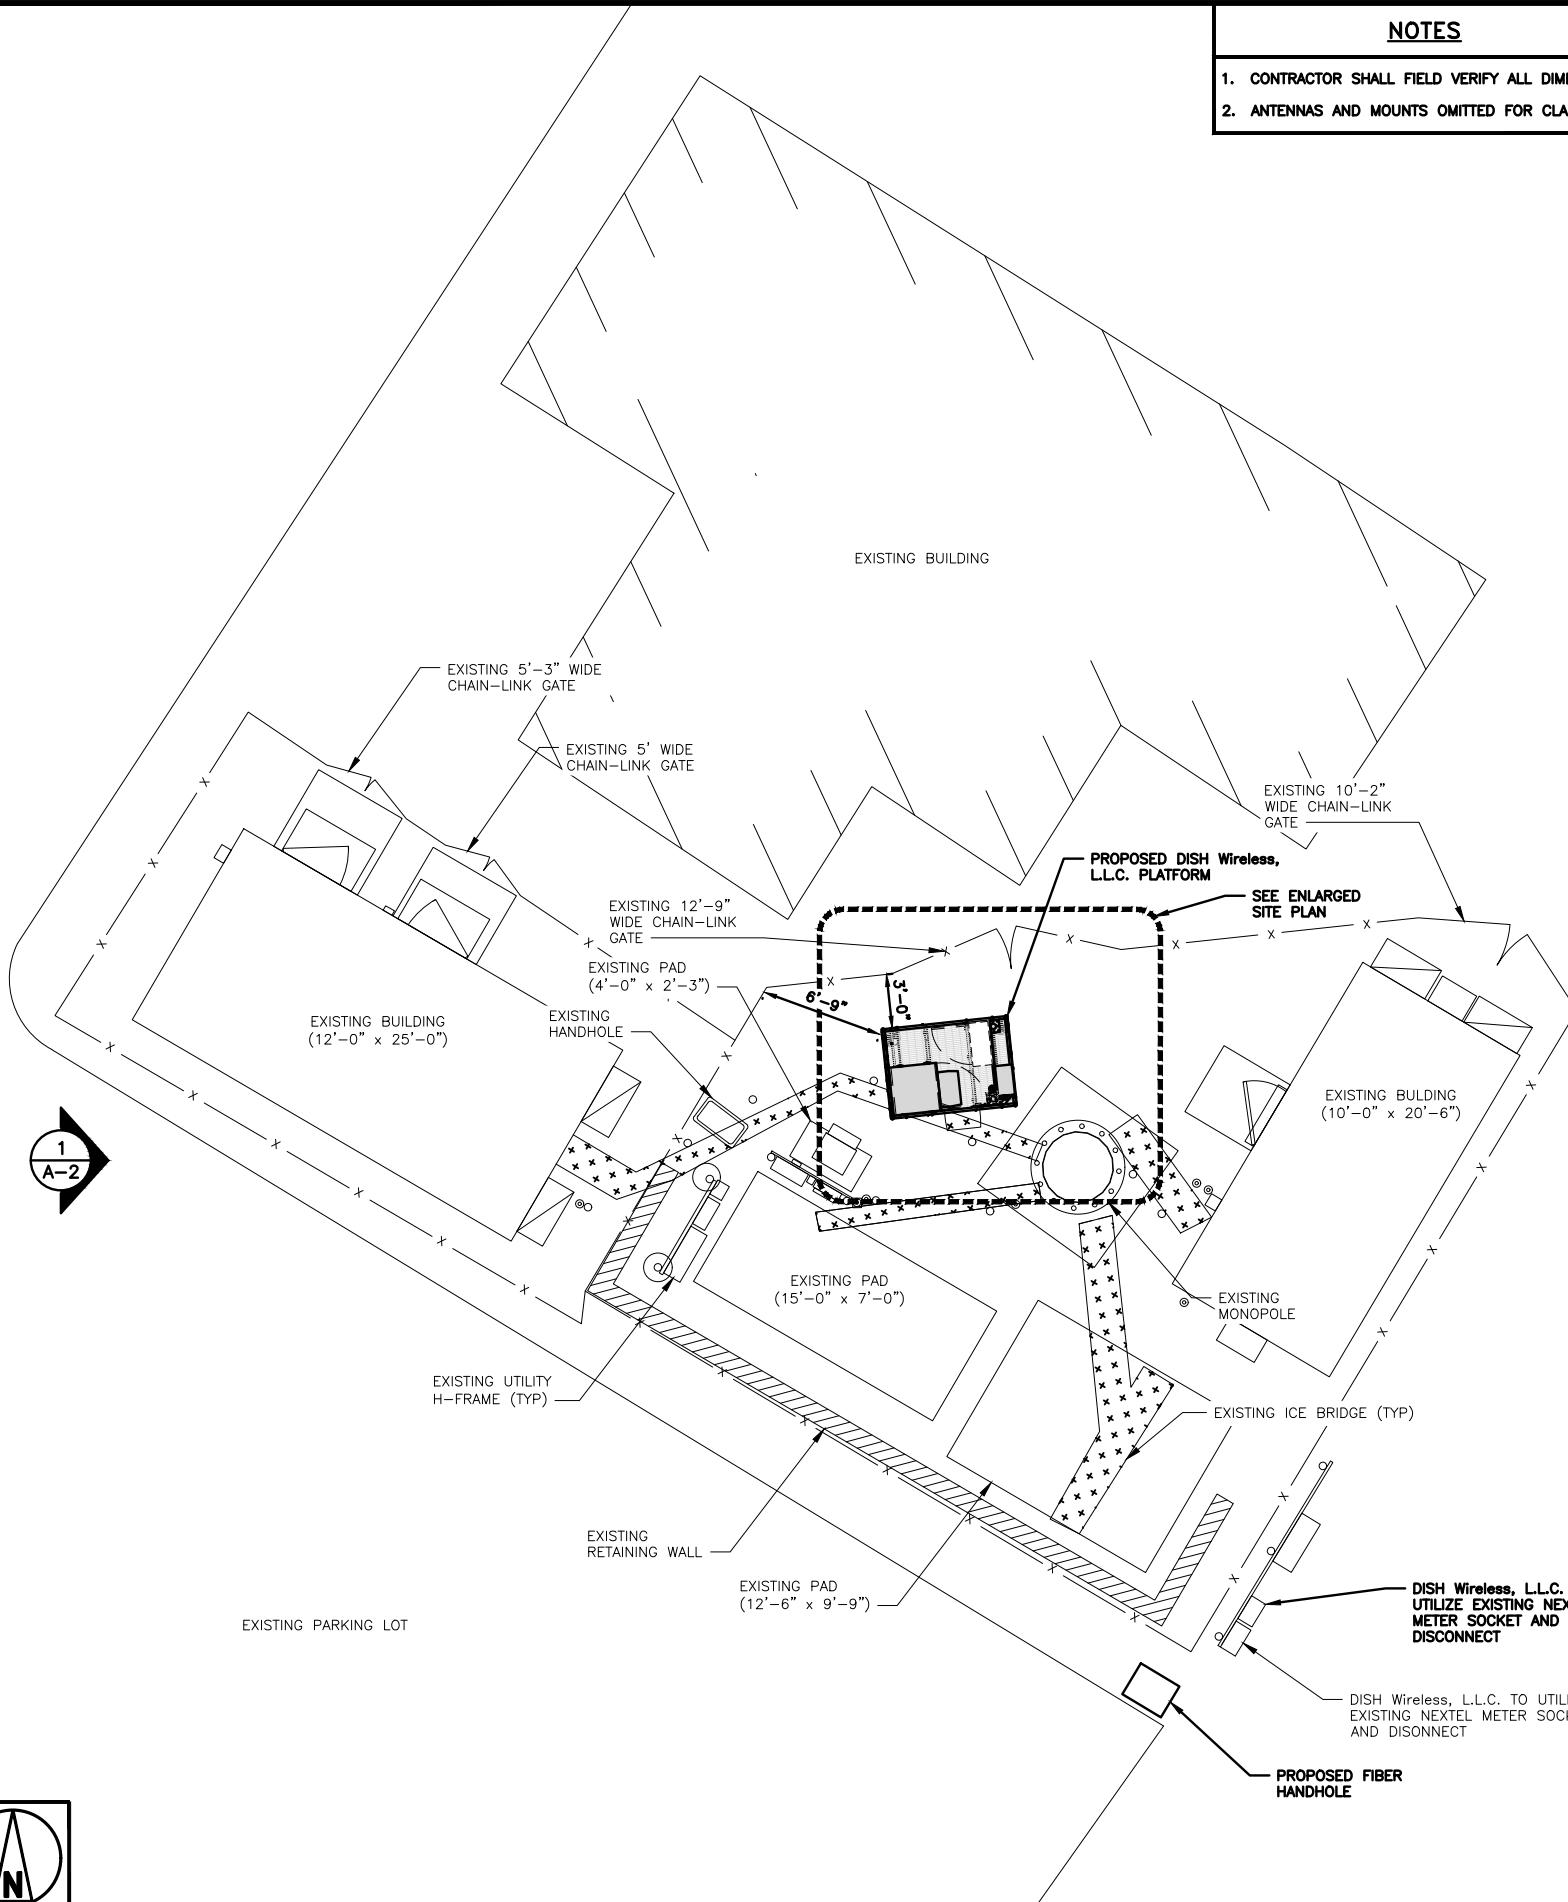 NOTES
1. CONTRACTOR SHALL FIELD VERIFY ALL
2. ANTENNAS AND MOUNTS OMITTED FOR
EXISTING BUILDING
EXISTING 5'-3" WIDE
CHAIN-LINK GATE
EXISTING 5' WIDE
CHAIN-LINK GATE
EXISTING 10'-2"
WIDE CHAIN-LINK
GATE
PROPOSED DISH Wireless,
L.L.C. PLATFORM
SEE ENLARGED
SITE PLAN
EXISTING 12'-9"
WIDE CHAIN-LINK
GATE
EXISTING PAD
(4'-0" x 2'-3")
6'-9"
3'-0"
EXISTING
HANDHOLE
EXISTING BUILDING
(12'-0" x 25'-0")
EXISTING BULDING
(10'-0" x 20'-6")
1
A-2
EXISTING PAD
(15'-0" x 7'-0")
EXISTING
MONOPOLE
EXISTING UTILITY
H-FRAME (TYP)
EXISTING ICE BRIDGE (TYP)
EXISTING
RETAINING WALL
EXISTING PAD
(12'-6" x 9'-9")
EXISTING PARKING LOT
DISH Wireless, L.L.C.
UTILIZE EXISTING
METER SOCKET AND
DISCONNECT
DISH Wireless, L.L.C. TO
EXISTING NEXTEL METER
AND DISONNECT
PROPOSED FIBER
HANDHOLE
N